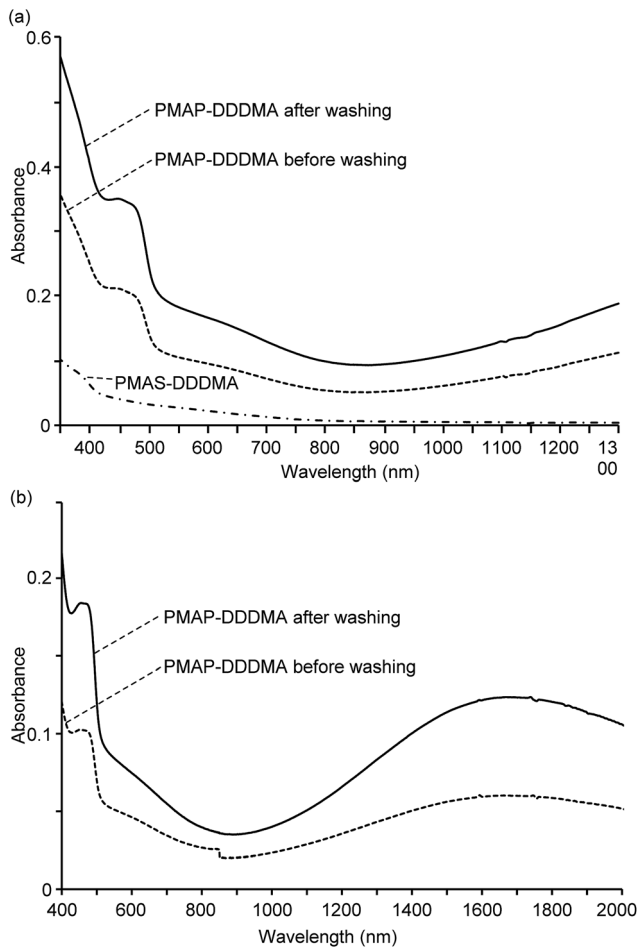 (a)
0.6
PMAP-DDDMA after washing
PMAP-DDDMA before washing
0.4
Absorbance
0.2
PMAS-DDDMA
0
400 500 600 700 800 900 1000 1100 1200 13
00
Wavelength (nm)
(b)
0.2
PMAP-DDDMA after washing
PMAP-DDDMA before washing
Absorbance
0.1
0
400 600 800 1000 1200 1400 1600 1800 2000
Wavelength (nm)